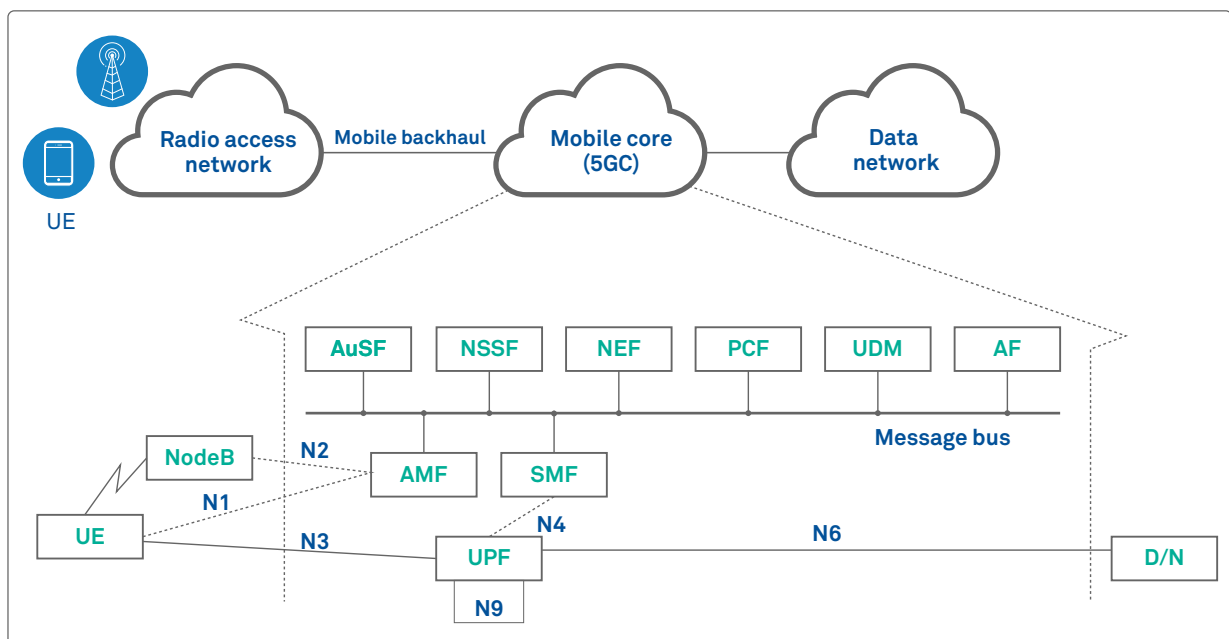 Radio access
network
Mobile backhaul
Mobile core
(5GC)
Data
network
UE
AuSF
NSSF
NEF
PCF
UDM
AF
Message bus
NodeB
N2
AMF
SMF
N1
UE
N3
N4
UPF
N6
D/N
N9